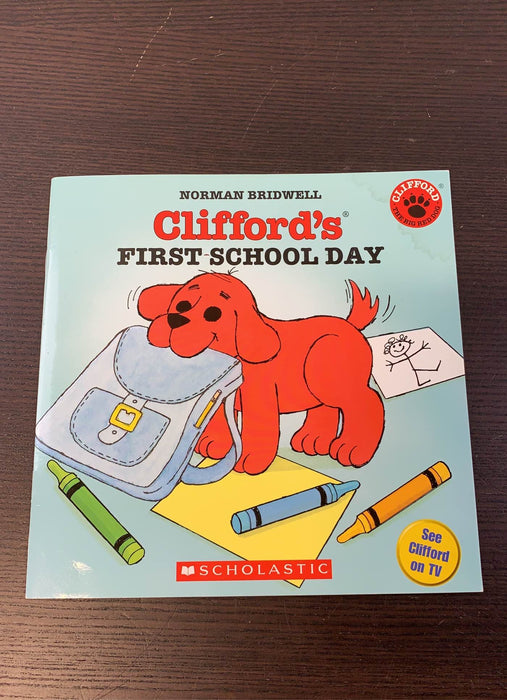 NORMAN BRIDWELL
Clifford's®
FIRST SCHOOL DAY
CLIFFORD®
THE BIG RED DOG
See
Clifford
on TV
SCHOLASTIC